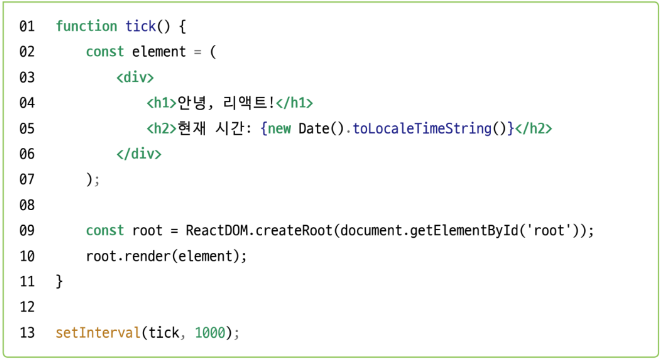 01 function tick() {
02     const element = (
03         <div>
04             <h1>안녕, 리액트!</h1>
05             <h2>현재 시간: {new Date().toLocaleTimeString()}</h2>
06         </div>
07     );
08
09     const root = ReactDOM.createRoot(document.getElementById('root'));
10     root.render(element);
11 }
12
13 setInterval(tick, 1000);